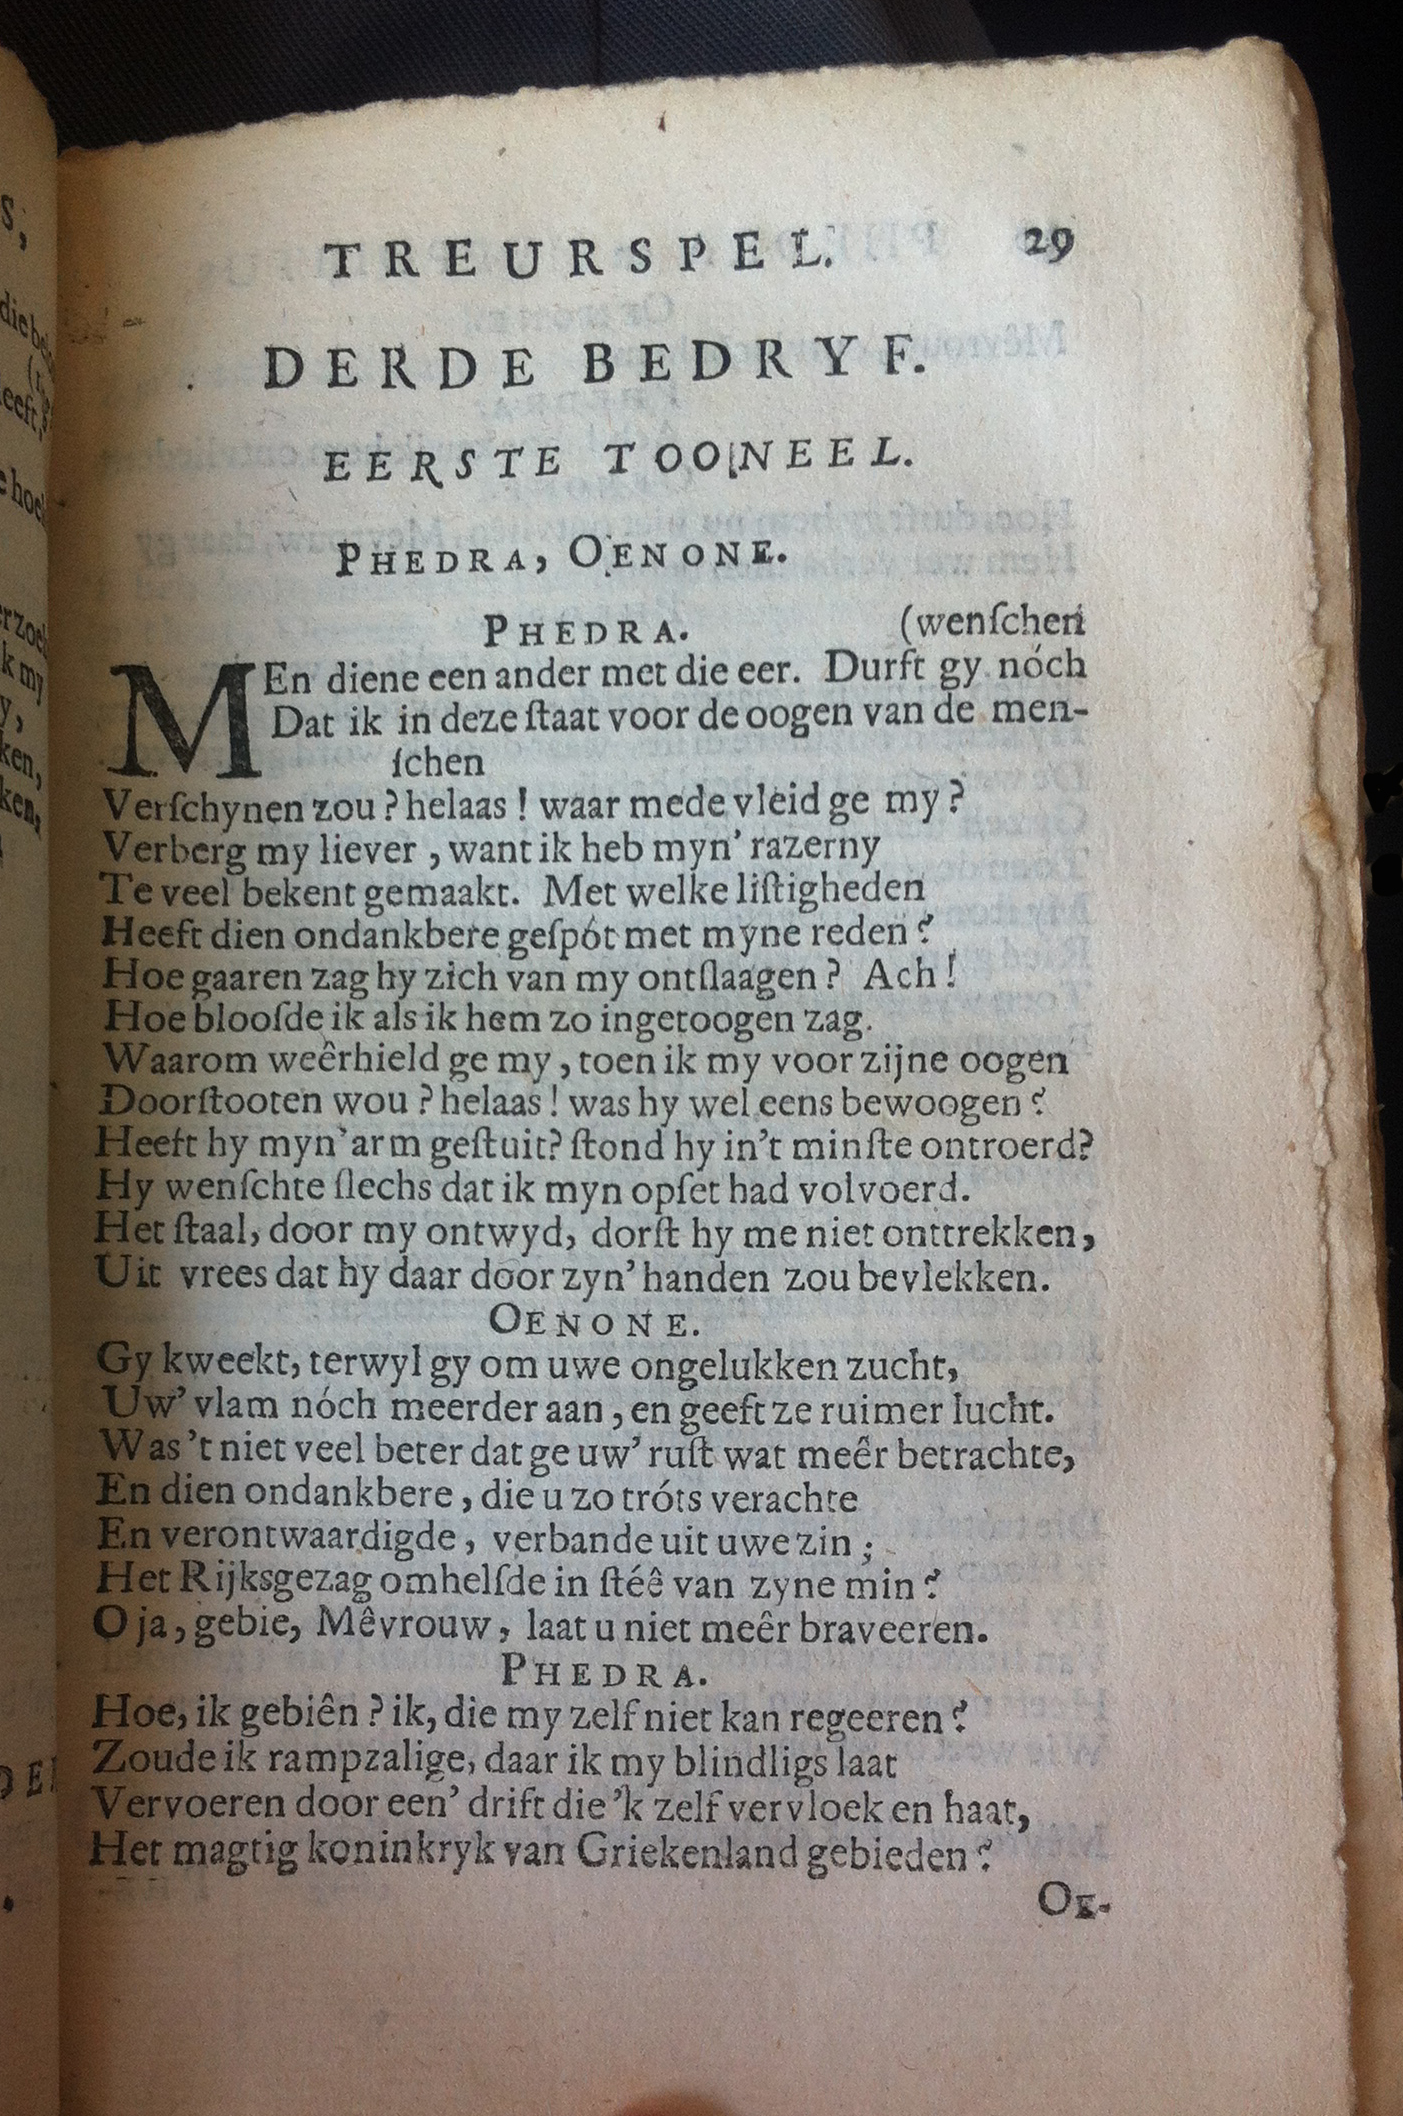 TREURSPEL. 29
DERDE BEDRYF.
EERSTE TOONEEL.
PHEDRA, OENONE.
PHEDRA. (wenſchen
MEn diene een ander met die eer. Durft gy nóch
Dat ik in deze ſtaat voor de oogen van de men-
ſchen
Verſchynen zou? helaas! waar mede vleid ge my?
Verberg my liever, want ik heb myn' razerny
Te veel bekent gemaakt. Met welke liſtigheden
Heeft dien ondankbere geſpót met myne reden?
Hoe gaaren zag hy zich van my ontſlaagen? Ach!
Hoe blooſde ik als ik hem zo ingetoogen zag.
Waarom weêrhield ge my, toen ik my voor zijne oogen
Doorſtooten wou? helaas! was hy wel eens bewoogen?
Heeft hy myn' arm geſtuit? ſtond hy in't minſte ontroerd?
Hy wenſchte ſlechs dat ik myn opſet had volvoerd.
Het ſtaal, door my ontwyd, dorſt hy me niet onttrekken,
Uit vrees dat hy daar door zyn' handen zou bevlekken.
OENONE.
Gy kweekt, terwyl gy om uwe ongelukken zucht,
Uw' vlam nóch meerder aan, en geeft ze ruimer lucht.
Was 't niet veel beter dat ge uw' ruſt wat meêr betrachte,
En dien ondankbere, die u zo tróts verachte
En verontwaardigde, verbande uit uwe zin;
Het Rijksgezag omhelſde in ſtéê van zyne min?
O ja, gebie, Mêvrouw, laat u niet meêr braveeren.
PHEDRA.
Hoe, ik gebiên? ik, die my zelf niet kan regeeren?
Zoude ik rampzalige, daar ik my blindligs laat
Vervoeren door een' drift die 'k zelf vervloek en haat,
Het magtig koninkryk van Griekenland gebieden?
OE-